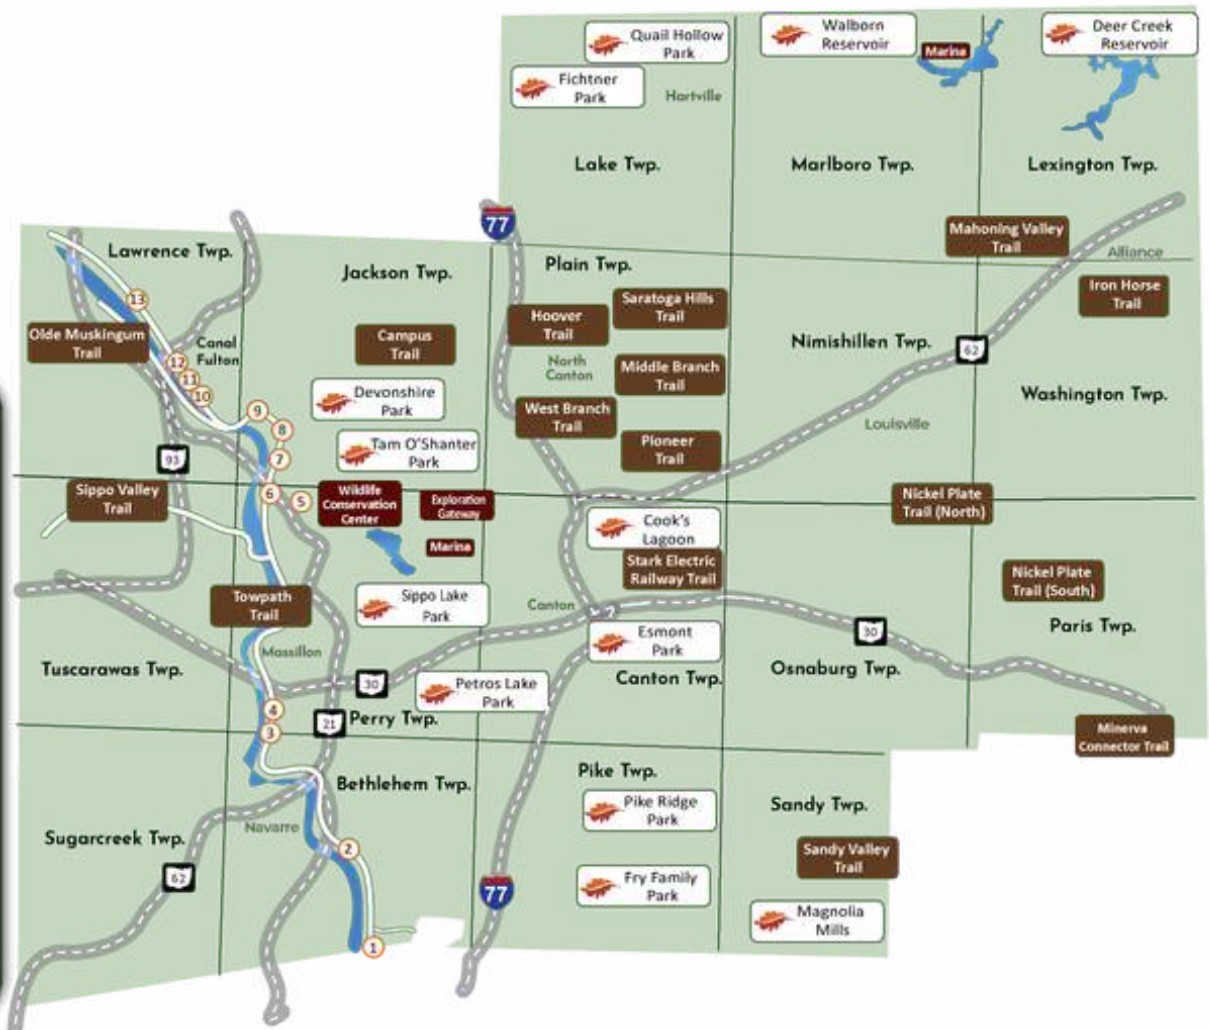 Quail Hollow
Park
Walborn
Reservoir
Marina
Deer Creek
Reservoir
Fichtner
Park
Hartville
Lake Twp.
Marlboro Twp.
Lexington Twp.
77
Mahoning Valley
Trail
Alliance
Lawrence Twp.
Jackson Twp.
Plain Twp.
Iron Horse
Trail
13
Saratoga Hills
Trail
Hoover
Trail
Olde Muskingum
Trail
Canal
Fulton
Campus
Trail
Nimishillen Twp.
62
12
11
10
North
Canton
Middle Branch
Trail
Devonshire
Park
Washington Twp.
9
8
7
West Branch
Trail
Louisville
Tam O'Shanter
Park
Pioneer
Trail
93
Sippo Valley
Trail
6
5
Wildlife
Conservation
Center
Exploration
Gateway
Nickel Plate
Trail (North)
Cook's
Lagoon
Marina
Stark Electric
Railway Trail
Nickel Plate
Trail (South)
Towpath
Trail
Sippo Lake
Park
Canton
Paris Twp.
30
Esmont
Park
Massillon
Tuscarawas Twp.
Osnaburg Twp.
Canton Twp.
30
Petros Lake
Park
4
3
21
Perry Twp.
Minerva
Connector Trail
Pike Twp.
Bethlehem Twp.
Pike Ridge
Park
Sandy Twp.
Navarre
Sugarcreek Twp.
2
Sandy Valley
Trail
62
77
Fry Family
Park
Magnolia
Mills
1